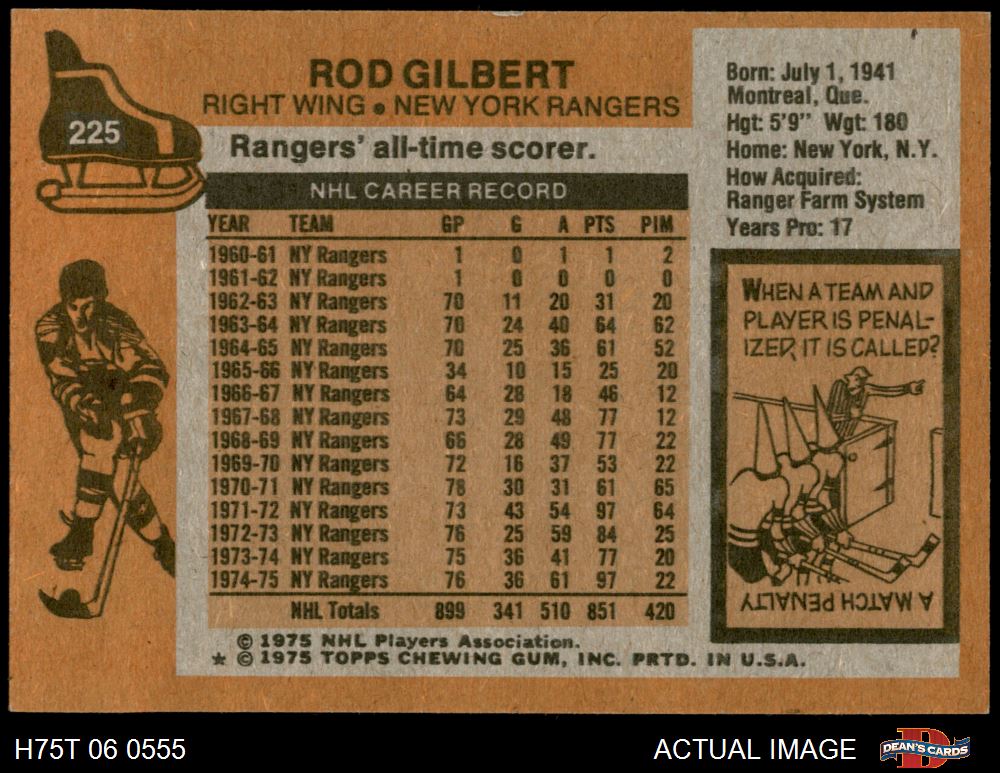 225
ROD GILBERT
RIGHT WING • NEW YORK RANGERS
Rangers' all-time scorer.
NHL CAREER RECORD
YEAR TEAM GP G A PTS PIM
1960-61 NY Rangers 1 0 1 1 2
1961-62 NY Rangers 1 0 0 0 0
1962-63 NY Rangers 70 11 20 31 20
1963-64 NY Rangers 70 24 40 64 62
1964-65 NY Rangers 70 25 36 61 52
1965-66 NY Rangers 34 10 15 25 20
1966-67 NY Rangers 64 28 18 46 12
1967-68 NY Rangers 73 29 48 77 12
1968-69 NY Rangers 66 28 49 77 22
1969-70 NY Rangers 72 16 37 53 22
1970-71 NY Rangers 78 30 31 61 65
1971-72 NY Rangers 73 43 54 97 64
1972-73 NY Rangers 76 25 59 84 25
1973-74 NY Rangers 75 36 41 77 20
1974-75 NY Rangers 76 36 61 97 22
NHL Totals 899 341 510 851 420
© 1975 NHL Players Association.
★ © 1975 TOPPS CHEWING GUM, INC. PRTD. IN U.S.A.
Born: July 1, 1941
Montreal, Que.
Hgt: 5'9" Wgt: 180
Home: New York, N.Y.
How Acquired:
Ranger Farm System
Years Pro: 17
WHEN A TEAM AND
PLAYER IS PENAL-
IZED, IT IS CALLED?
A MATCH PENALTY
H75T 06 0555
ACTUAL IMAGE
DEAN'S CARDS